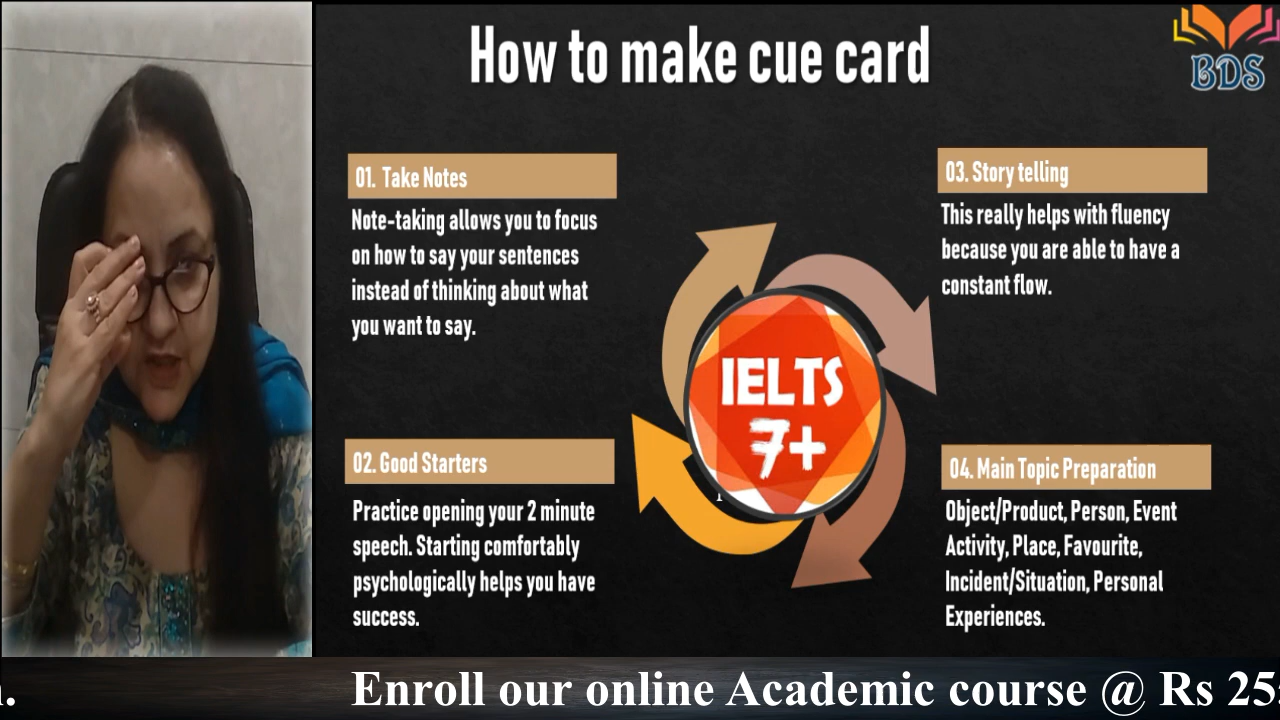 How to make cue card
BDS
01. Take Notes
Note-taking allows you to focus
on how to say your sentences
instead of thinking about what
you want to say.
02. Good Starters
Practice opening your 2 minute
speech. Starting comfortably
psychologically helps you have
success.
03. Story telling
This really helps with fluency
because you are able to have a
constant flow.
04. Main Topic Preparation
Object/Product, Person, Event
Activity, Place, Favourite,
Incident/Situation, Personal
Experiences.
IELTS
7+
Enroll our online Academic course @ Rs